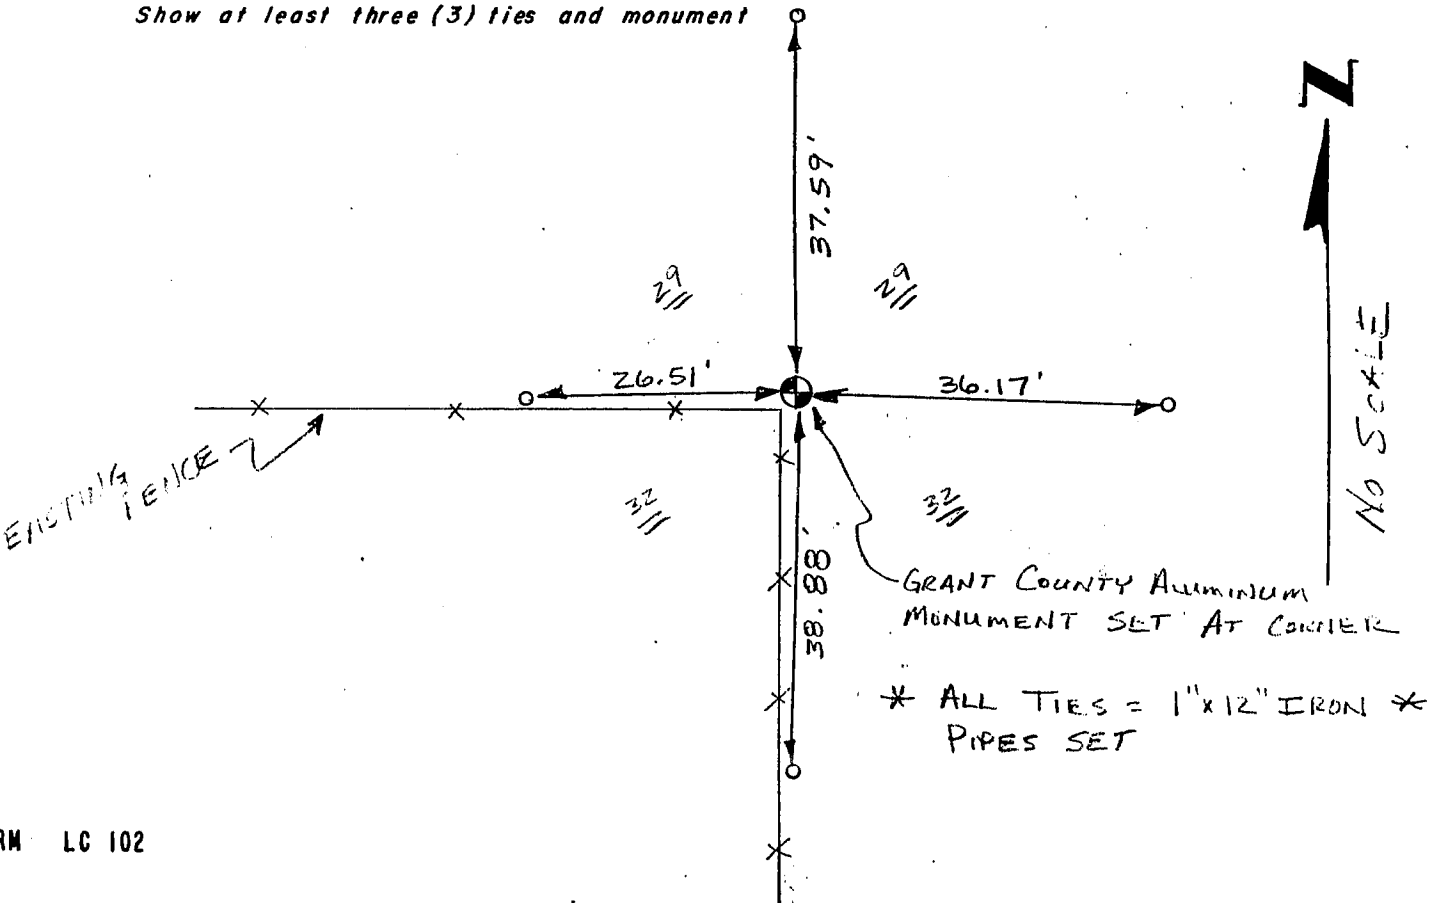 Show at least three (3) ties and monument
N
37.59'
29
29
26.51'
36.17'
NO SCALE
EXISTING
FENCE
32
32
38.88'
GRANT COUNTY ALUMINUM
MONUMENT SET AT CORNER
* ALL TIES = 1"x12" IRON *
PIPES SET
RM LC 102